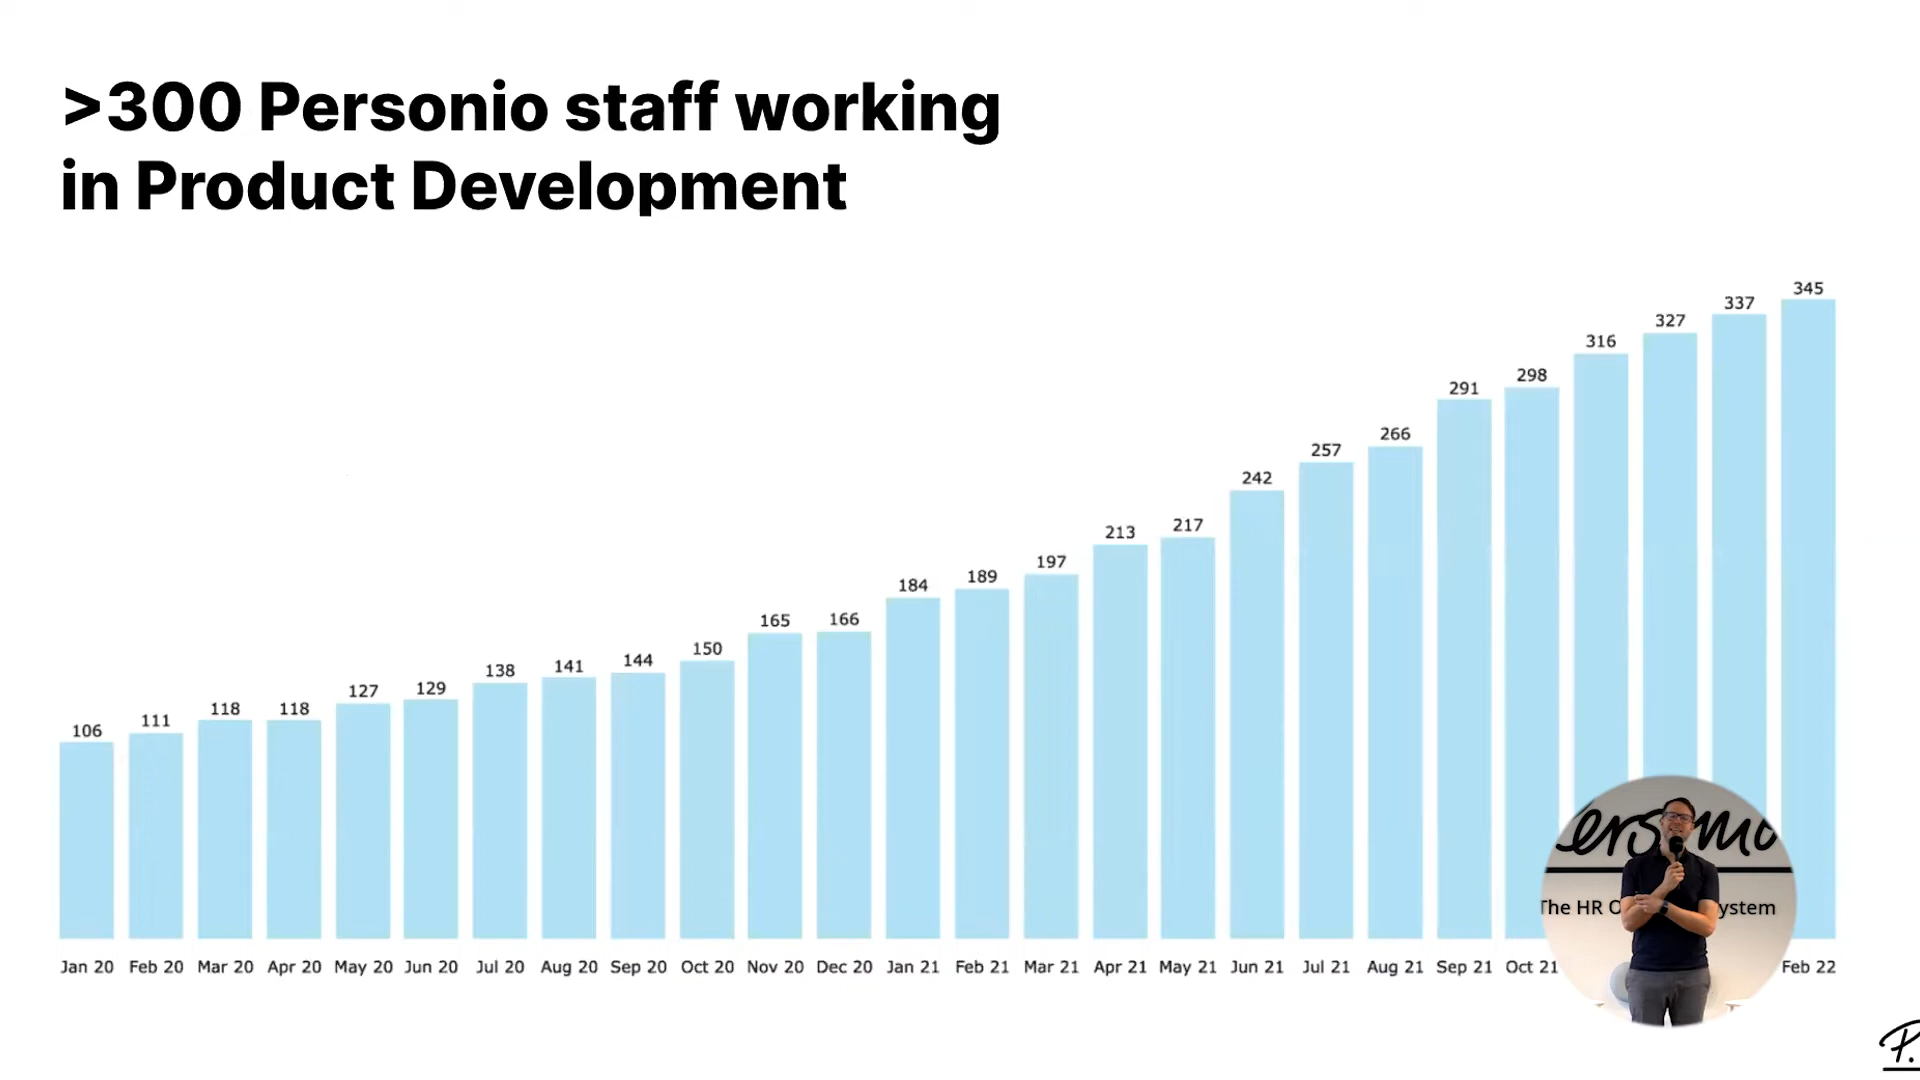 >300 Personio staff working
in Product Development
106
111
118
118
127
129
138
141
144
150
165
166
184
189
197
213
217
242
257
266
291
298
316
327
337
345
Jan 20
Feb 20
Mar 20
Apr 20
May 20
Jun 20
Jul 20
Aug 20
Sep 20
Oct 20
Nov 20
Dec 20
Jan 21
Feb 21
Mar 21
Apr 21
May 21
Jun 21
Jul 21
Aug 21
Sep 21
Oct 21
Feb 22
The HR
P.